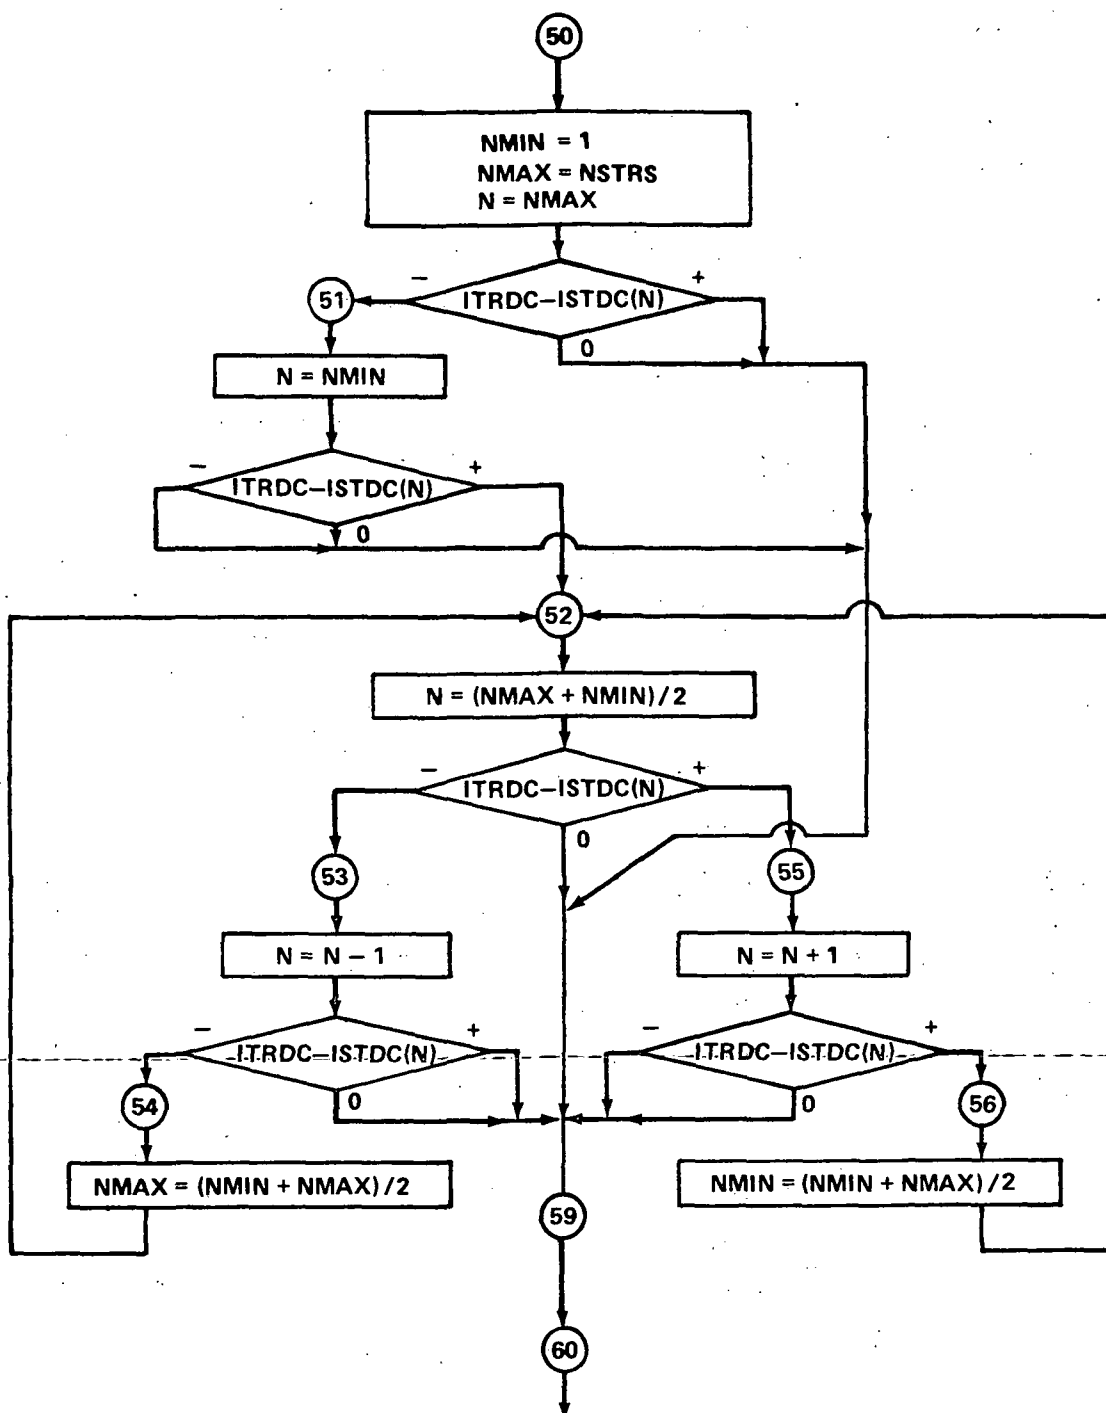 50
NMIN = 1
NMAX = NSTRS
N = NMAX
− +
ITRDC−ISTDC(N)
51
0
N = NMIN
− +
ITRDC−ISTDC(N)
0
52
N = (NMAX + NMIN)/2
− +
ITRDC−ISTDC(N)
0
53
55
N = N − 1
N = N + 1
− +
ITRDC−ISTDC(N)
0
− +
ITRDC−ISTDC(N)
0
54
56
NMAX = (NMIN + NMAX)/2
NMIN = (NMIN + NMAX)/2
59
60